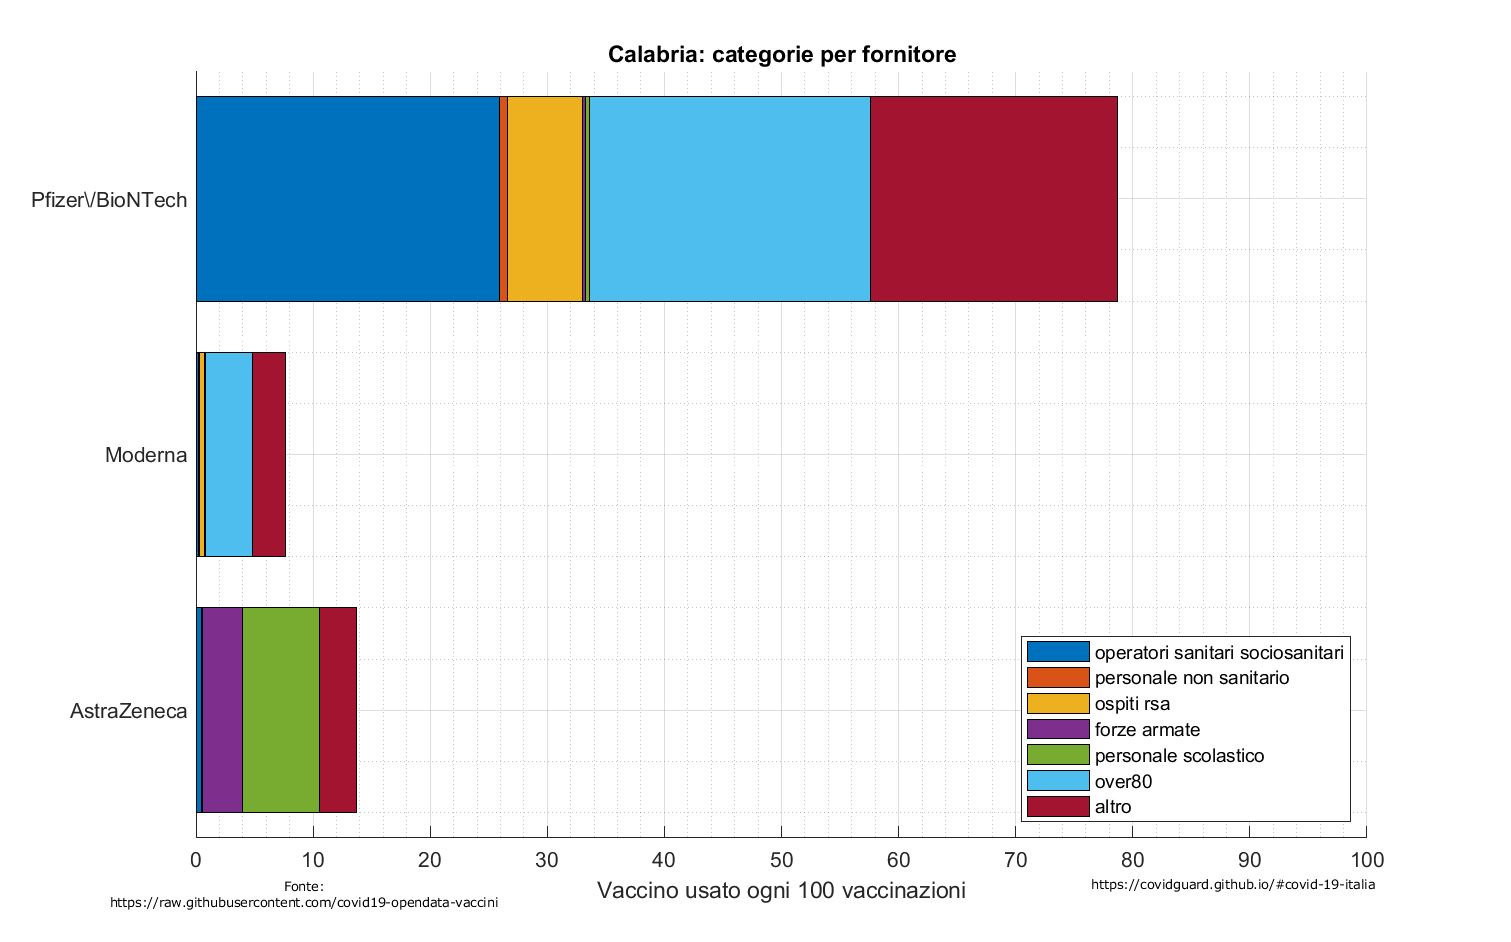 Calabria: categorie per fornitore
Pfizer\/BioNTech
Moderna
AstraZeneca
operatori sanitari sociosanitari
personale non sanitario
ospiti rsa
forze armate
personale scolastico
over80
altro
0 10 20 30 40 50 60 70 80 90 100
Vaccino usato ogni 100 vaccinazioni
Fonte:
https://raw.githubusercontent.com/covid19-opendata-vaccini
https://covidguard.github.io/#covid-19-italia